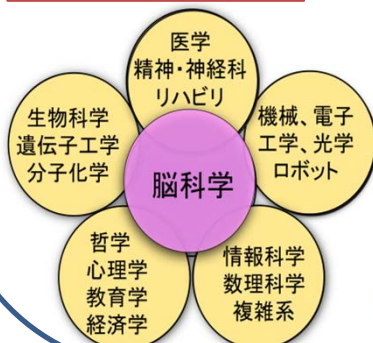 医学
精神・神経科
リハビリ
生物科学
遺伝子工学
分子化学
機械、電子
工学、光学
ロボット
脳科学
哲学
心理学
教育学
経済学
情報科学
数理科学
複雑系